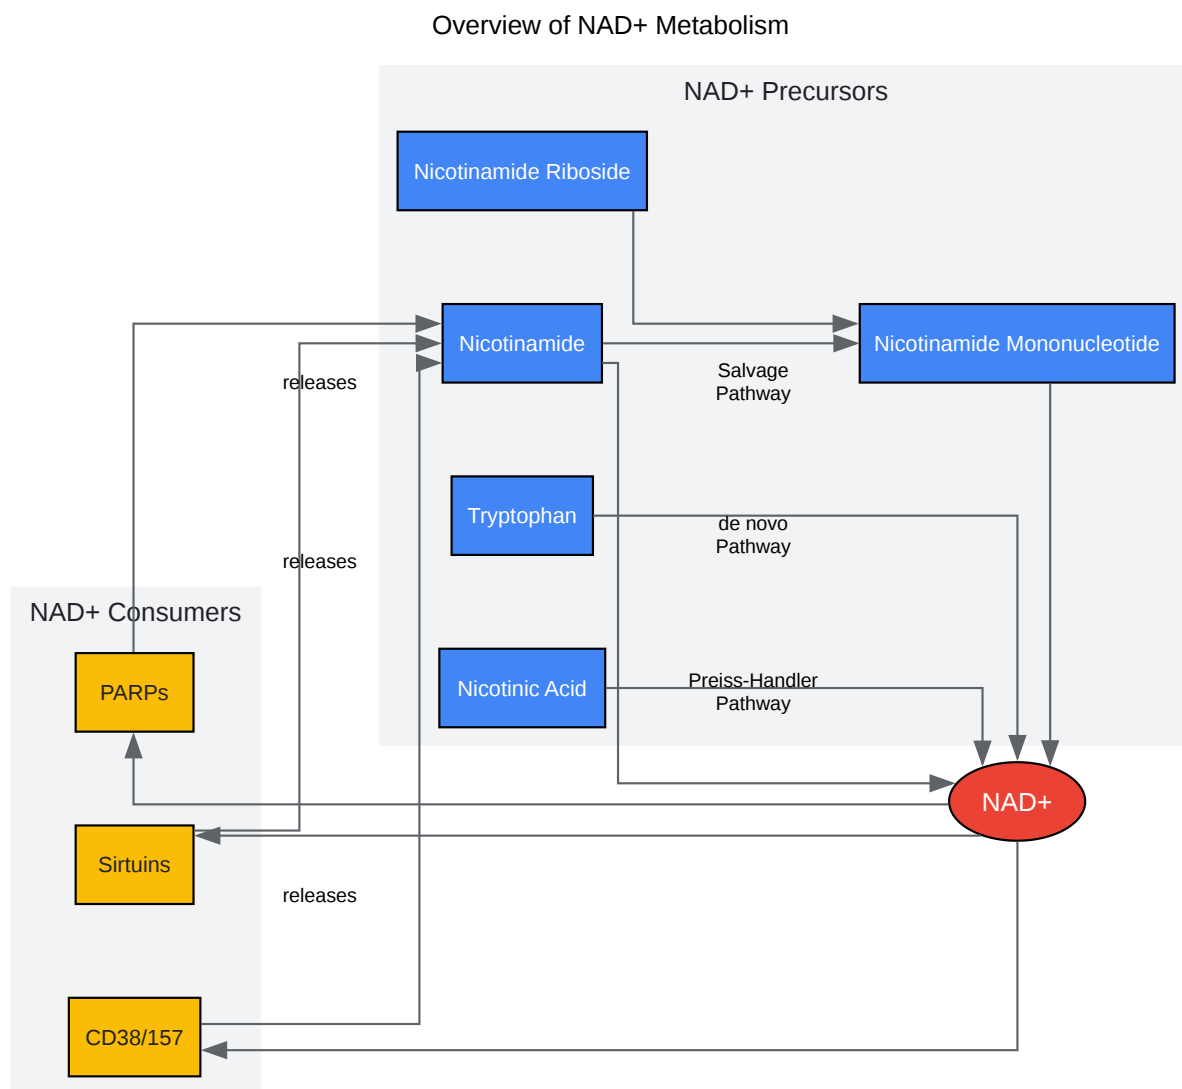 Overview of NAD+ Metabolism
NAD+ Precursors
Nicotinamide Riboside
Nicotinamide
Nicotinamide Mononucleotide
Salvage
Pathway
releases
Tryptophan
de novo
Pathway
releases
NAD+ Consumers
PARPs
Nicotinic Acid
Preiss-Handler
Pathway
NAD+
Sirtuins
releases
CD38/157